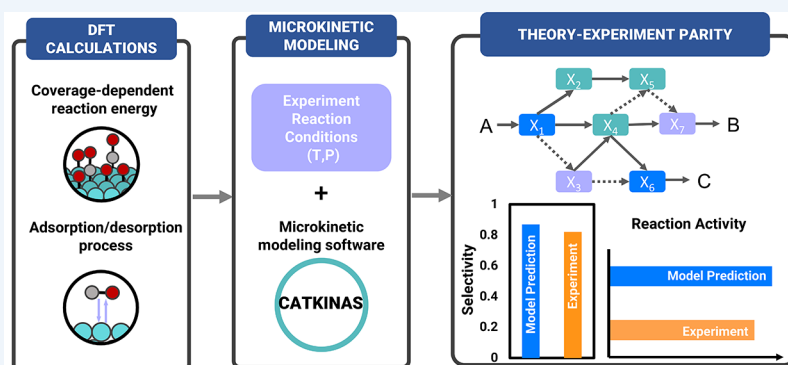 DFT
CALCULATIONS
Coverage-dependent
reaction energy
Adsorption/desorption
process
MICROKINETIC
MODELING
Experiment
Reaction
Conditions
(T,P)
+
Microkinetic
modeling software
CATKINAS
THEORY-EXPERIMENT PARITY
X2 X5
A X1 X4 X7 B
X3 X6 C
Selectivity
1
0.8
0.6
0.4
0.2
0
Model Prediction
Experiment
Reaction Activity
Model Prediction
Experiment